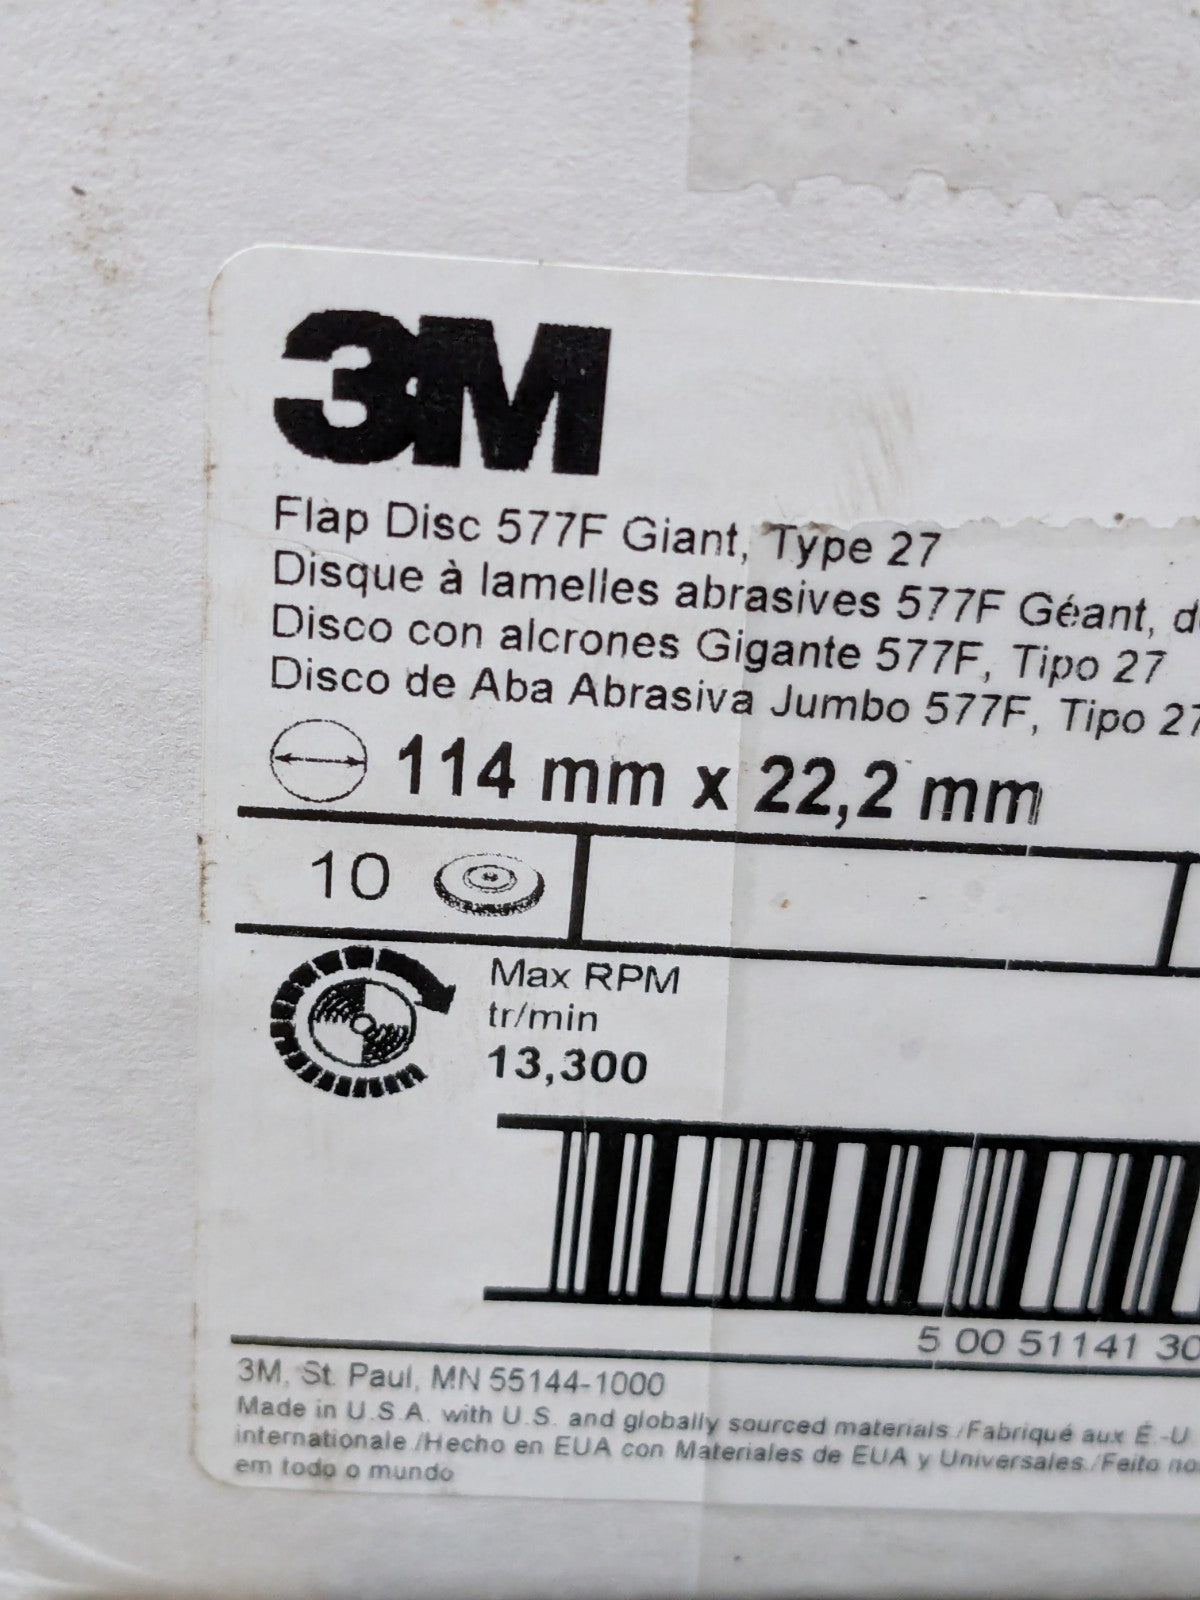 3M
Flap Disc 577F Giant, Type 27
Disque à lamelles abrasives 577F Géant,
Disco con alcrones Gigante 577F, Tipo 27
Disco de Aba Abrasiva Jumbo 577F, Tipo 27
114 mm x 22,2 mm
10
Max RPM
tr/min
13,300
5 00 51141 30
3M, St. Paul, MN 55144-1000
Made in U.S.A. with U.S. and globally sourced materials./Fabriqué aux É.-U
internationale./Hecho en EUA con Materiales de EUA y Universales./Feito
em todo o mundo